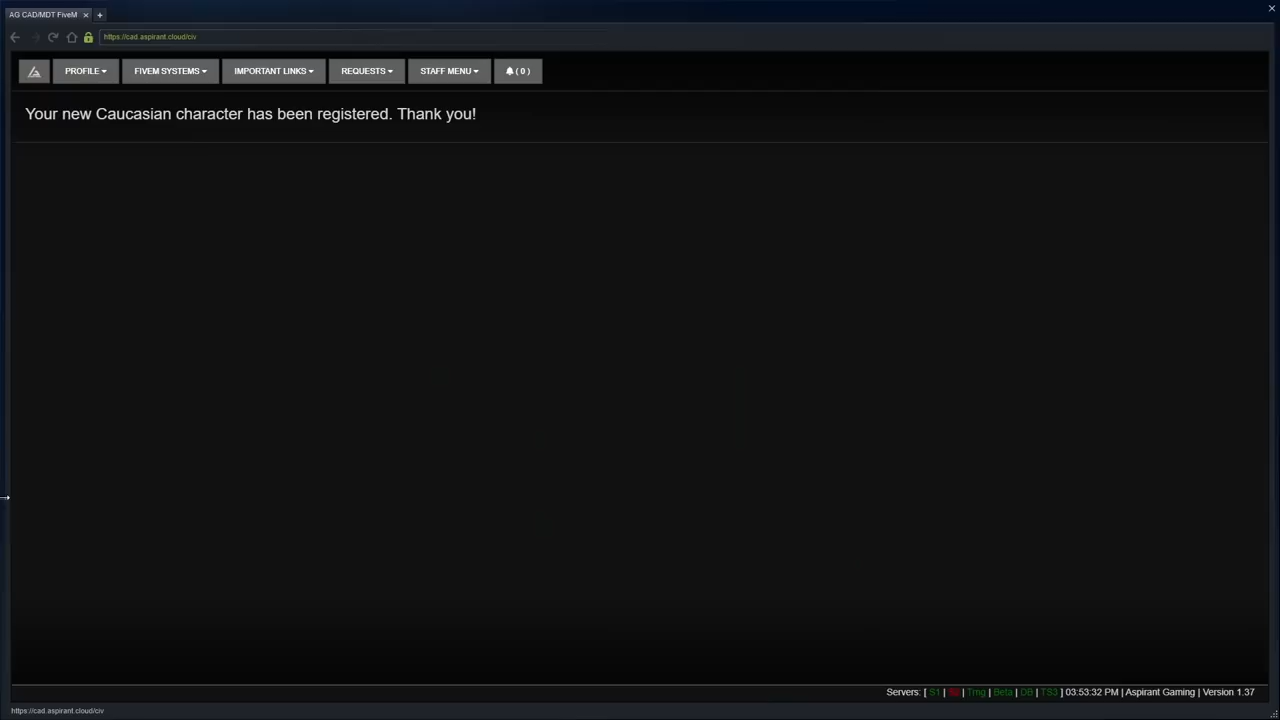 AG CAD/MDT FiveM
https://cad.aspirant.cloud/civ
PROFILE FIVEM SYSTEMS IMPORTANT LINKS REQUESTS STAFF MENU ( 0 )
Your new Caucasian character has been registered. Thank you!
Servers: [ S1 | | Trng | Beta | DB | TS3 ] 03:53:32 PM | Aspirant Gaming | Version 1.37
https://cad.aspirant.cloud/civ